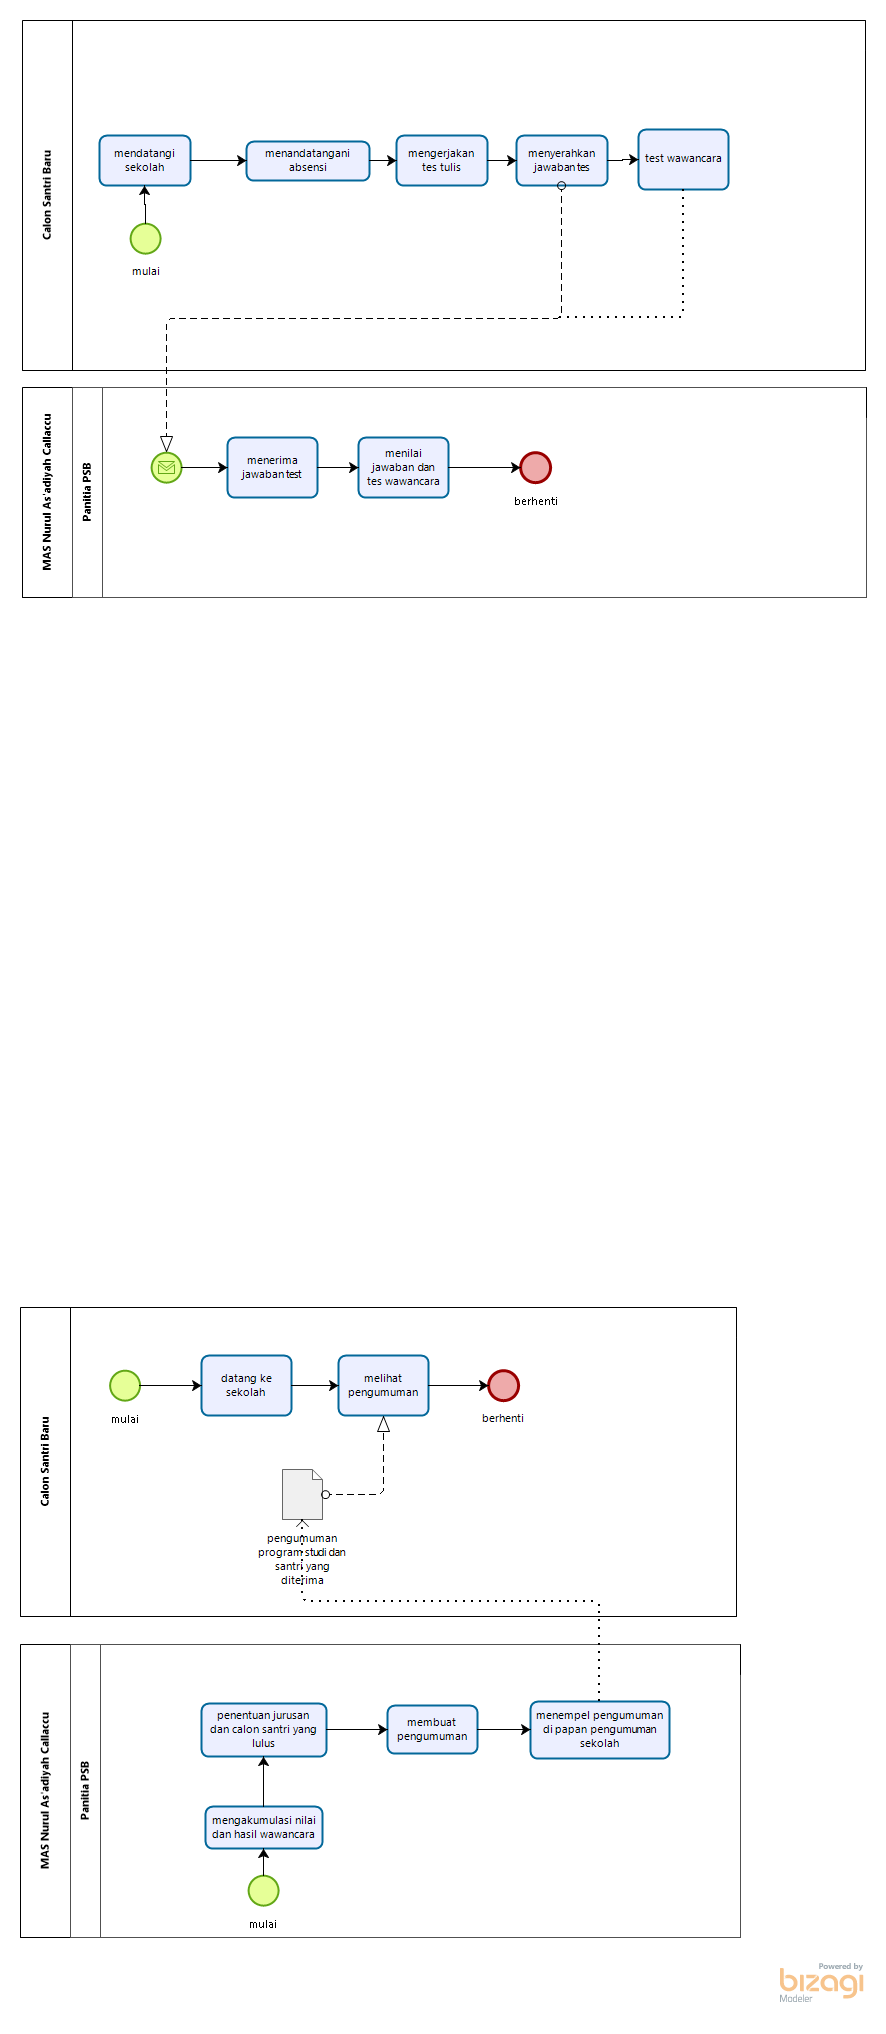 Calon Santri Baru
mendatangi
sekolah
menandatangani
absensi
mengerjakan
tes tulis
menyerahkan
jawaban tes
test wawancara
mulai
MAS Nurul As'adiyah Callaccu
Panitia PSB
menerima
jawaban test
menilai
jawaban dan
tes wawancara
berhenti
Calon Santri Baru
mulai
datang ke
sekolah
melihat
pengumuman
berhenti
pengumuman
program studi dan
santri yang
diterima
MAS Nurul As'adiyah Callaccu
Panitia PSB
penentuan jurusan
dan calon santri yang
lulus
membuat
pengumuman
menempel pengumuman
di papan pengumuman
sekolah
mengakumulasi nilai
dan hasil wawancara
mulai
Powered by
bizagi
Modeler